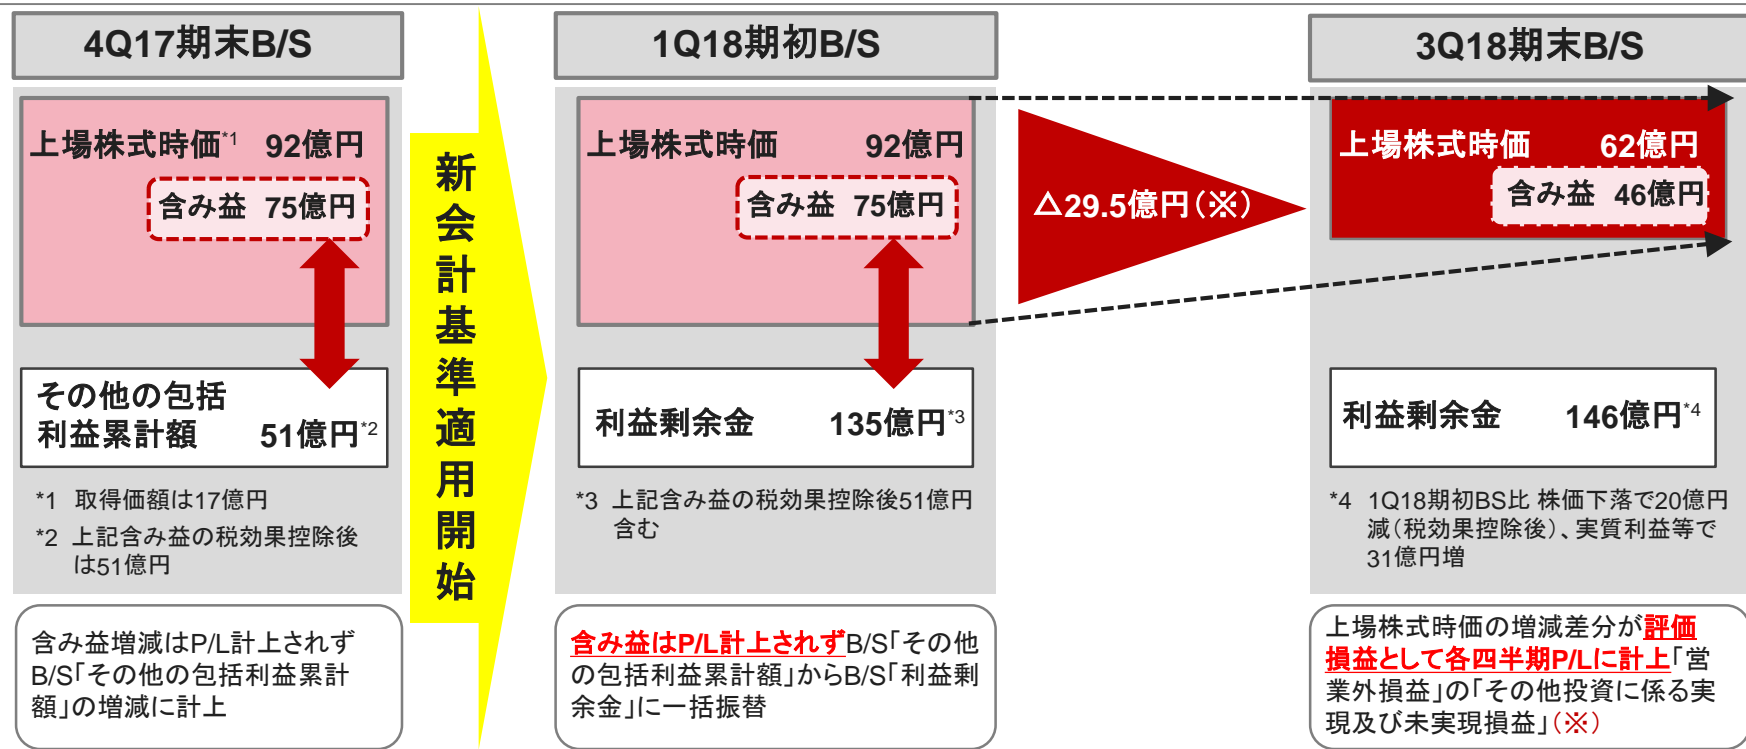 4Q17期末B/S
上場株式時価*1 92億円
含み益 75億円
その他の包括
利益累計額 51億円*2
*1 取得価額は17億円
*2 上記含み益の税効果控除後
は51億円
含み益増減はP/L計上されず
B/S「その他の包括利益累計
額」の増減に計上
新会計基準適用開始
1Q18期初B/S
上場株式時価 92億円
含み益 75億円
利益剰余金 135億円*3
*3 上記含み益の税効果控除後51億円
含む
含み益はP/L計上されずB/S「その他
の包括利益累計額」からB/S「利益剰
余金」に一括振替
△29.5億円(※)
3Q18期末B/S
上場株式時価 62億円
含み益 46億円
利益剰余金 146億円*4
*4 1Q18期初BS比 株価下落で20億円
減(税効果控除後)、実質利益等で
31億円増
上場株式時価の増減差分が評価
損益として各四半期P/Lに計上「営
業外損益」の「その他投資に係る実
現及び未実現損益」(※)